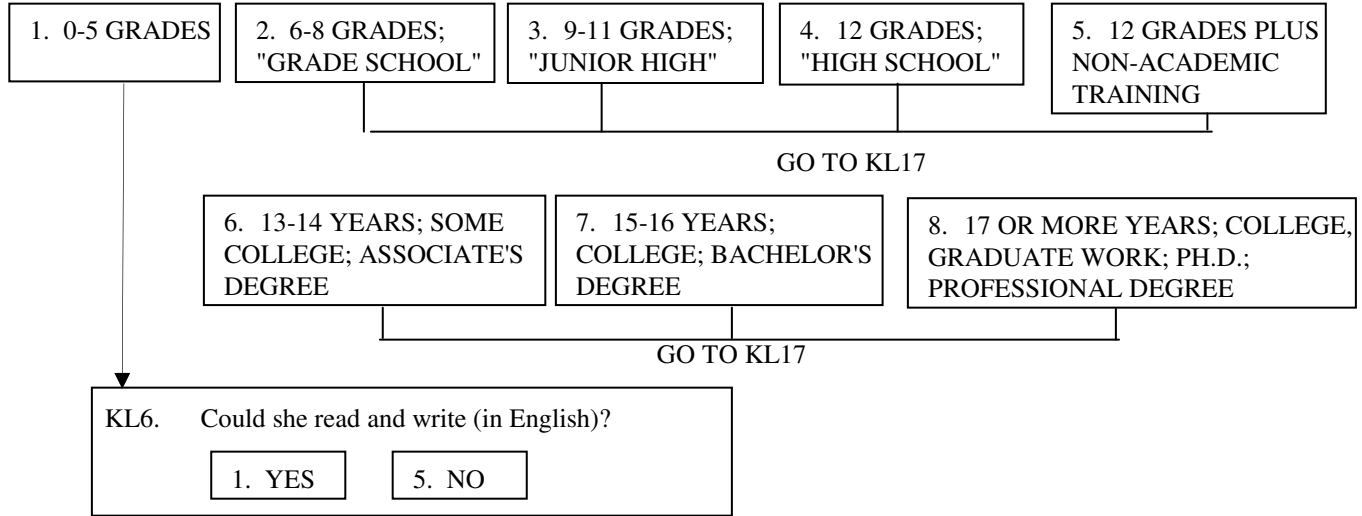 1. 0-5 GRADES
2. 6-8 GRADES;
"GRADE SCHOOL"
3. 9-11 GRADES;
"JUNIOR HIGH"
4. 12 GRADES;
"HIGH SCHOOL"
5. 12 GRADES PLUS
NON-ACADEMIC
TRAINING
GO TO KL17
6. 13-14 YEARS; SOME
COLLEGE; ASSOCIATE'S
DEGREE
7. 15-16 YEARS;
COLLEGE; BACHELOR'S
DEGREE
8. 17 OR MORE YEARS; COLLEGE,
GRADUATE WORK; PH.D.;
PROFESSIONAL DEGREE
GO TO KL17
KL6. Could she read and write (in English)?
1. YES
5. NO